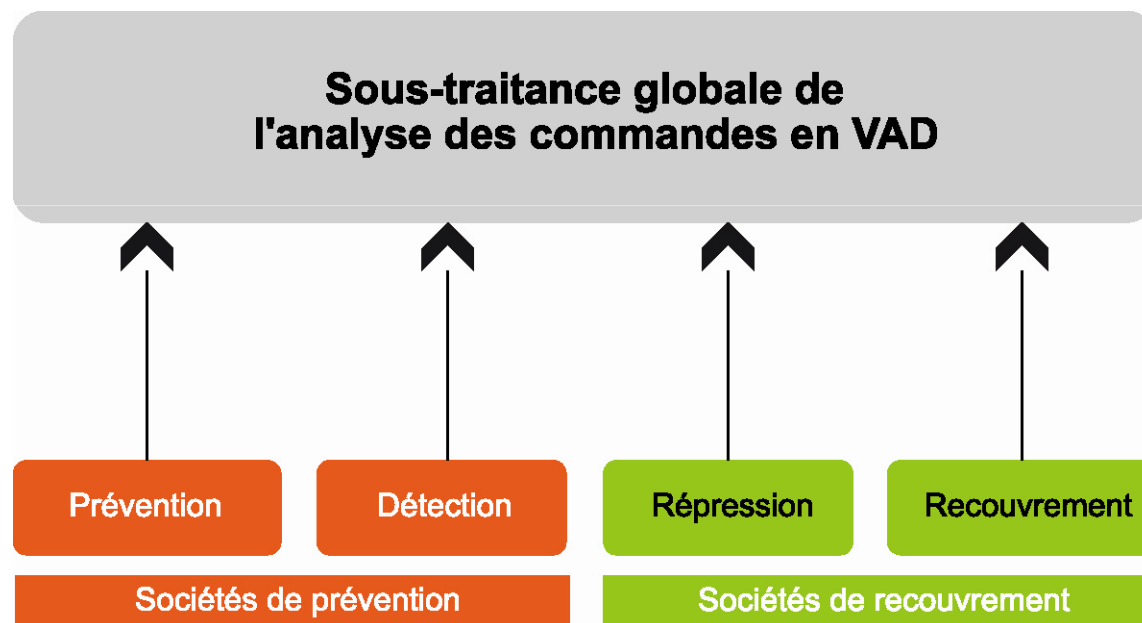 Sous-traitance globale de
l'analyse des commandes en VAD
Prévention
Détection
Répression
Recouvrement
Sociétés de prévention
Sociétés de recouvrement